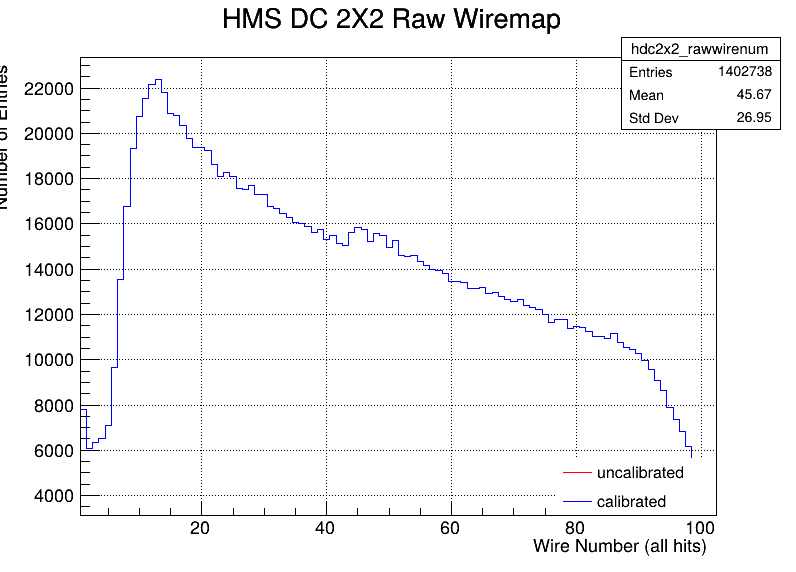 HMS DC 2X2 Raw Wiremap
hdc2x2_rawwirenum
Entries 1402738
Mean 45.67
Std Dev 26.95
Number of Entries
22000
20000
18000
16000
14000
12000
10000
8000
6000
4000
uncalibrated
calibrated
20 40 60 80 100
Wire Number (all hits)